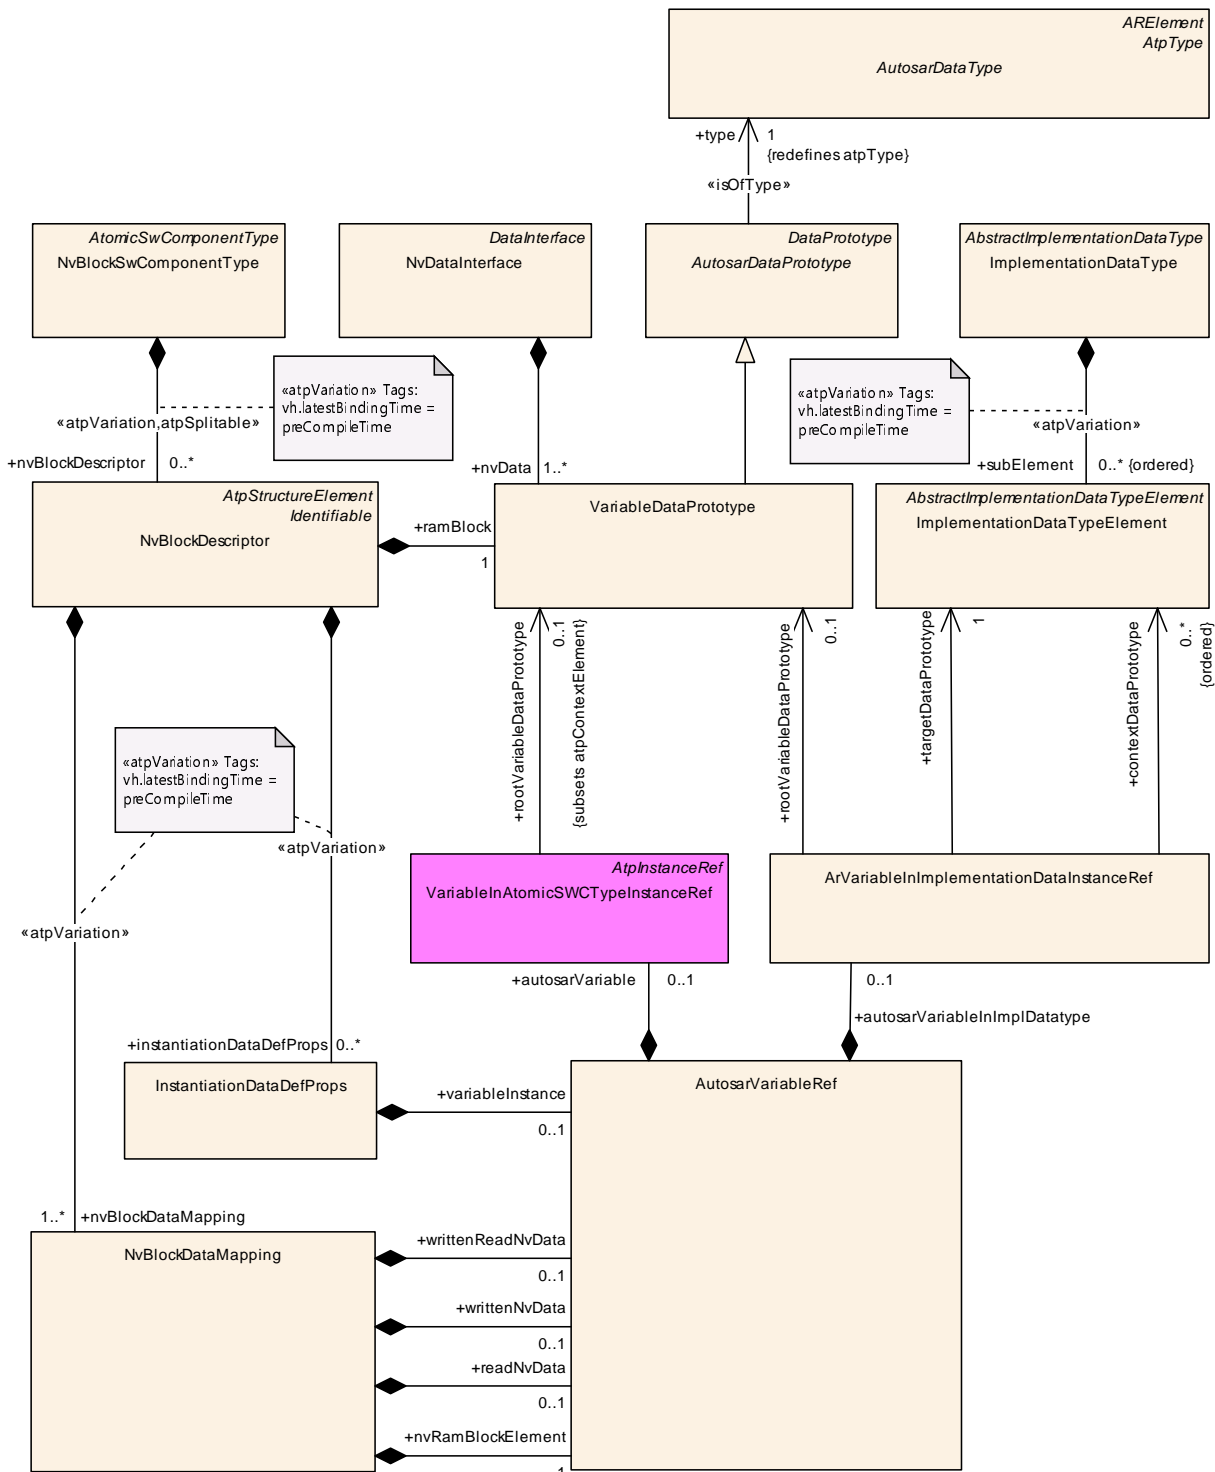 ARElement
AtpType
AutosarDataType
+type
1
{redefines atpType}
«isOfType»
AtomicSwComponentType
NvBlockSwComponentType
DataInterface
NvDataInterface
DataPrototype
AutosarDataPrototype
AbstractImplementationDataType
ImplementationDataType
«atpVariation» Tags:
vh.latestBindingTime =
preCompileTime
«atpVariation» Tags:
vh.latestBindingTime =
preCompileTime
«atpVariation,atpSplitable»
«atpVariation»
+nvBlockDescriptor
0..*
+nvData
1..*
+subElement
0..* {ordered}
AtpStructureElement
Identifiable
NvBlockDescriptor
+ramBlock
1
VariableDataPrototype
AbstractImplementationDataTypeElement
ImplementationDataTypeElement
+rootVariableDataPrototype
0..1
{subsets atpContextElement}
+rootVariableDataPrototype
0..1
+targetDataPrototype
1
+contextDataPrototype
0..*
{ordered}
«atpVariation» Tags:
vh.latestBindingTime =
preCompileTime
«atpVariation»
«atpVariation»
AtpInstanceRef
VariableInAtomicSWCTypeInstanceRef
ArVariableInImplementationDataInstanceRef
+autosarVariable
0..1
0..1
+autosarVariableInImplDatatype
+instantiationDataDefProps
0..*
InstantiationDataDefProps
+variableInstance
0..1
AutosarVariableRef
1..*
+nvBlockDataMapping
NvBlockDataMapping
+writtenReadNvData
0..1
+writtenNvData
0..1
+readNvData
0..1
+nvRamBlockElement
1